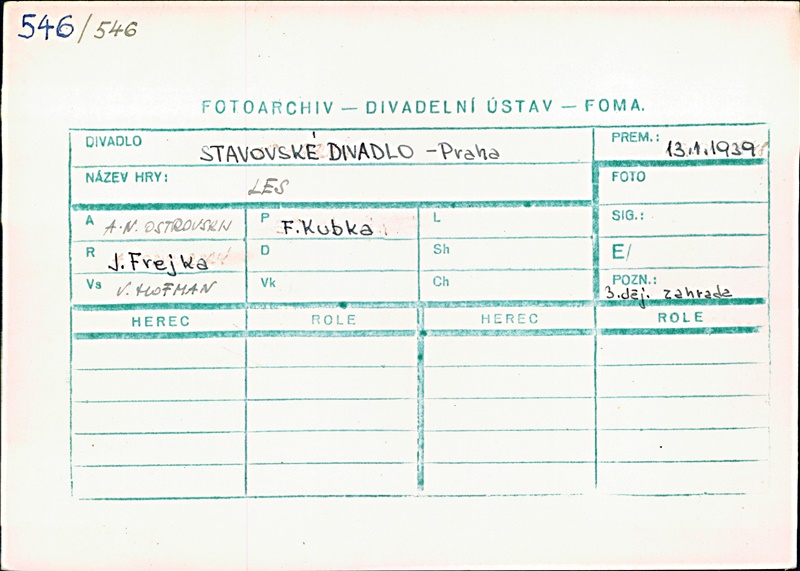 546/546
FOTOARCHIV — DIVADELNÍ ÚSTAV — FOMA.
DIVADLO STAVOVSKÉ DIVADLO - Praha PREM.: 13.1.1939
NÁZEV HRY: LES FOTO
A A.N. OSTROVSKIJ P F. Kubka L SIG.:
R J. Frejka D Sh E/
Vs V. HOFMAN Vk Ch POZN.: 3. děj. zahrada
HEREC ROLE HEREC ROLE